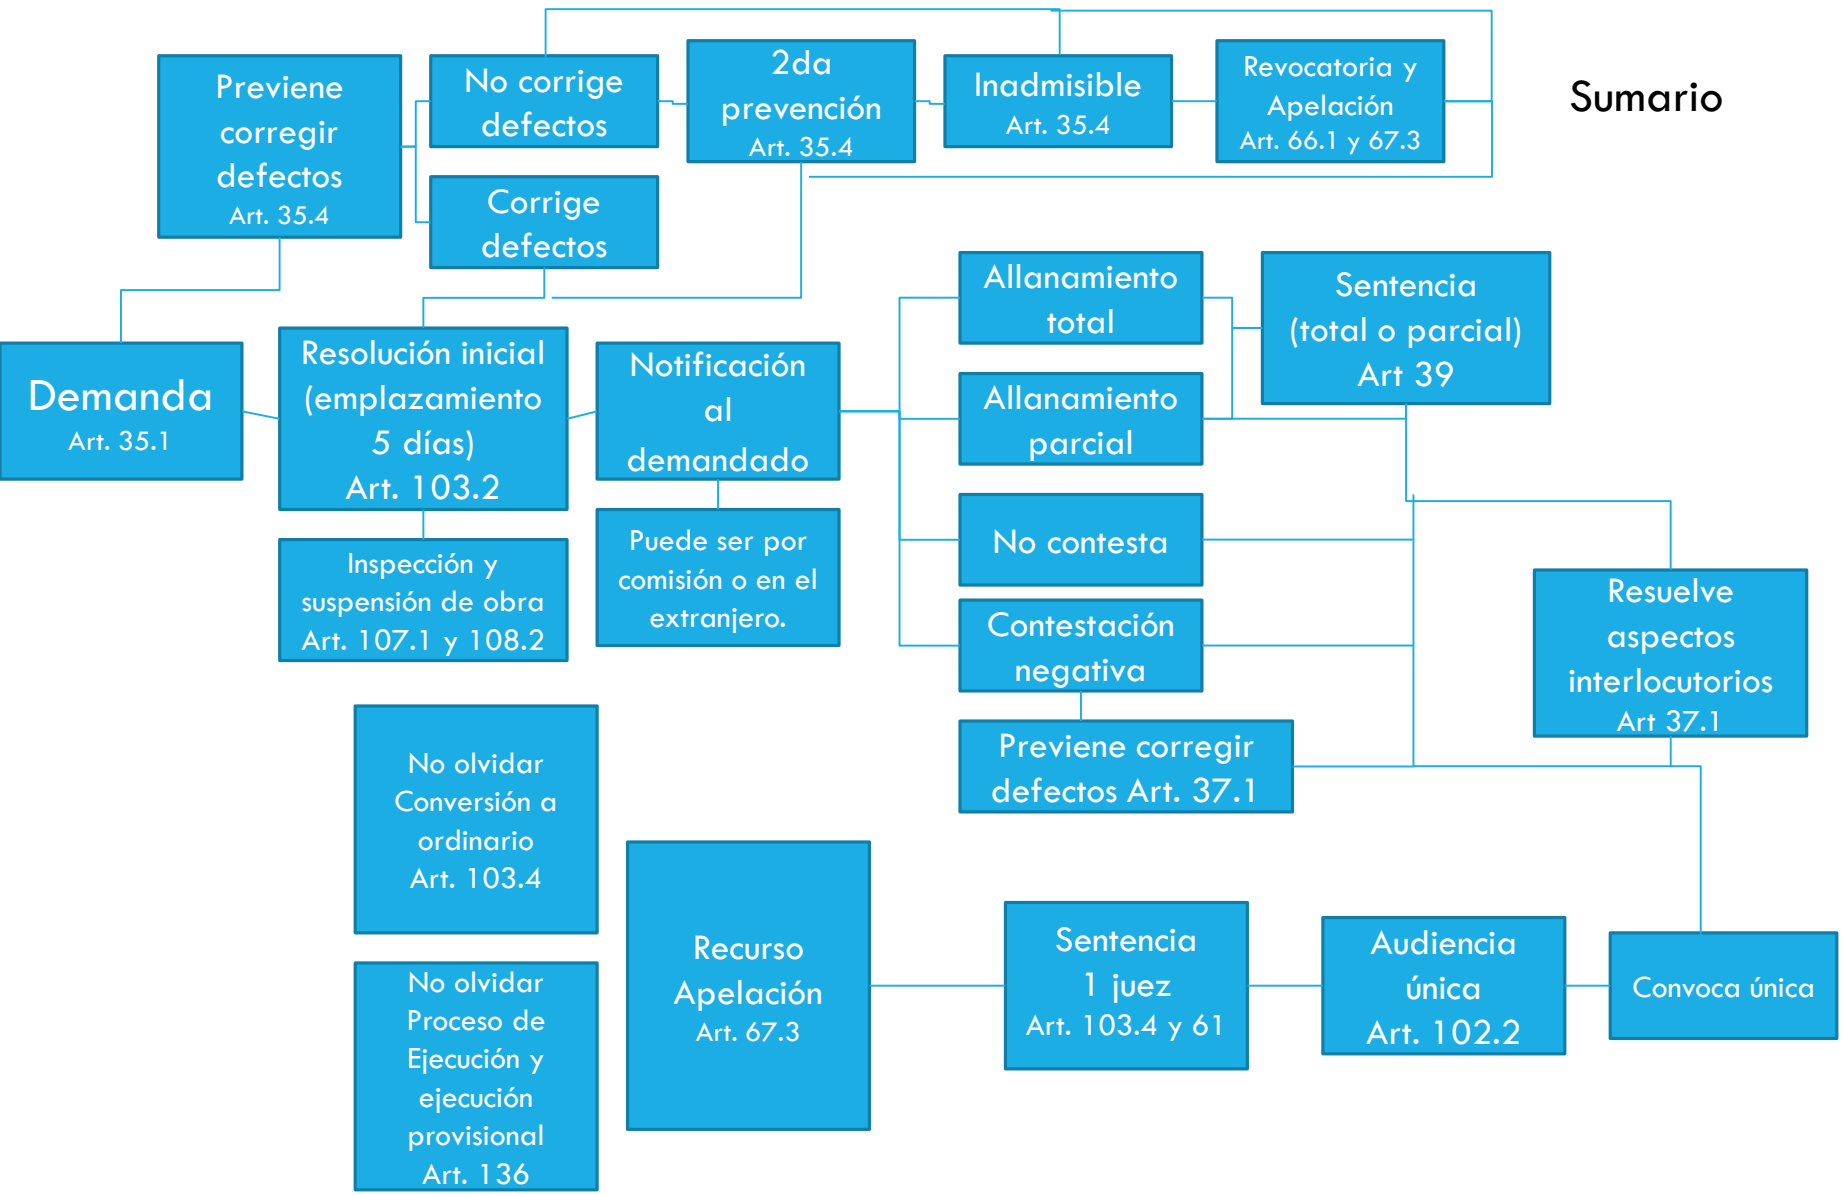 Sumario
Previene
corregir
defectos
Art. 35.4
No corrige
defectos
2da
prevención
Art. 35.4
Inadmisible
Art. 35.4
Revocatoria y
Apelación
Art. 66.1 y 67.3
Corrige
defectos
Demanda
Art. 35.1
Resolución inicial
(emplazamiento
5 días)
Art. 103.2
Notificación
al
demandado
Inspección y
suspensión de obra
Art. 107.1 y 108.2
Puede ser por
comisión o en el
extranjero.
Allanamiento
total
Allanamiento
parcial
No contesta
Contestación
negativa
Previene corregir
defectos Art. 37.1
Sentencia
(total o parcial)
Art 39
Resuelve
aspectos
interlocutorios
Art 37.1
No olvidar
Conversión a
ordinario
Art. 103.4
No olvidar
Proceso de
Ejecución y
ejecución
provisional
Art. 136
Recurso
Apelación
Art. 67.3
Sentencia
1 juez
Art. 103.4 y 61
Audiencia
única
Art. 102.2
Convoca única